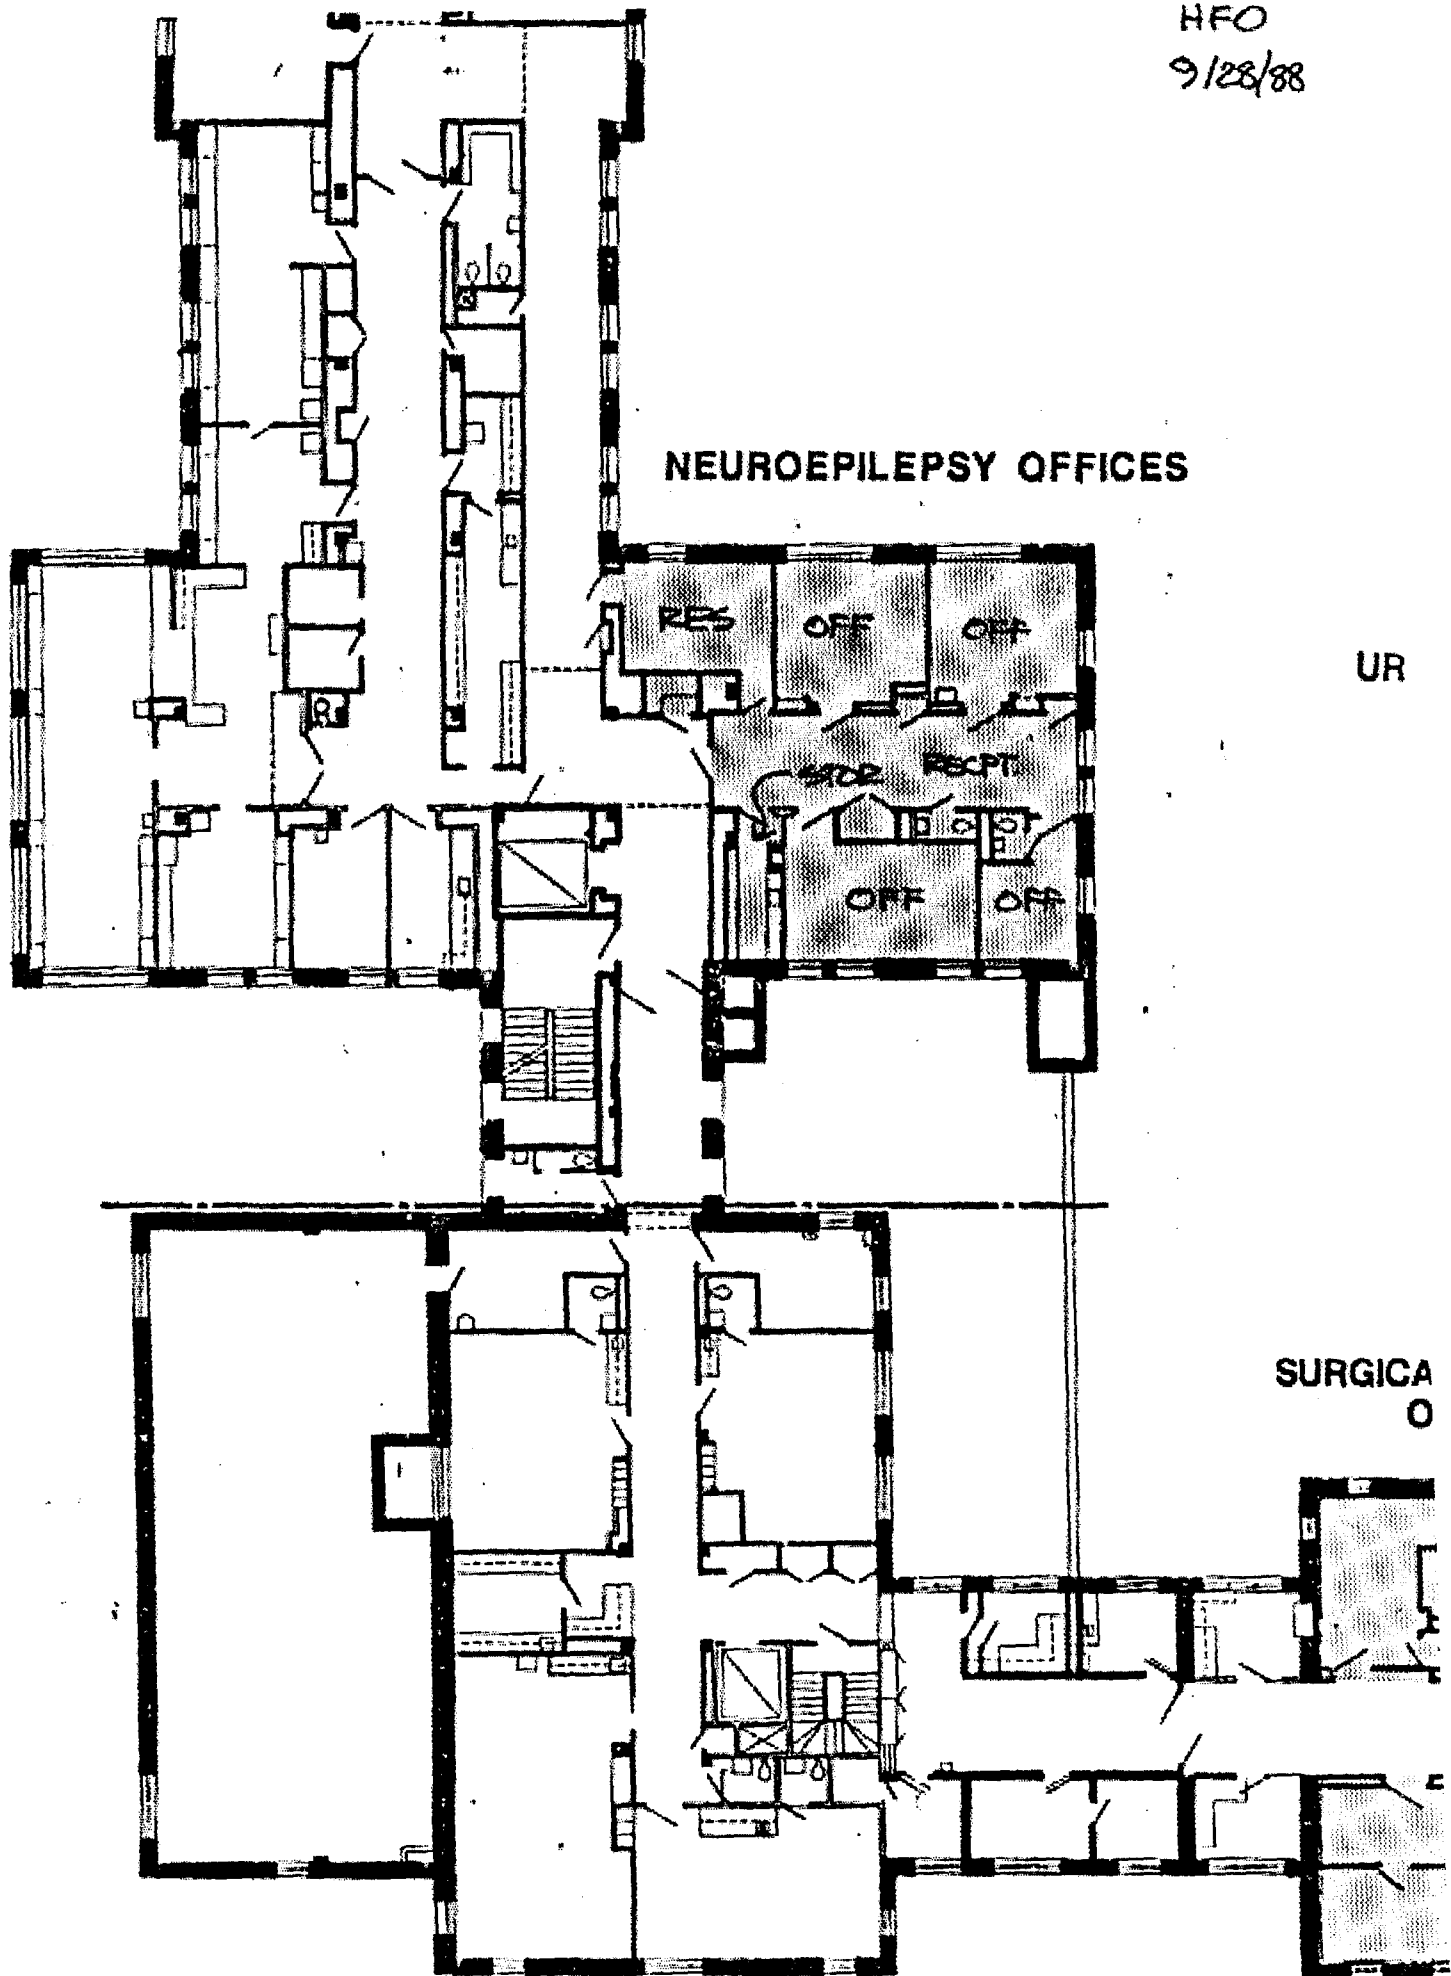 HFO
9/28/88
NEUROEPILEPSY OFFICES
RES
OFF
OFF
UR
STOR
RECPT.
OFF
OFF
SURGICA
O